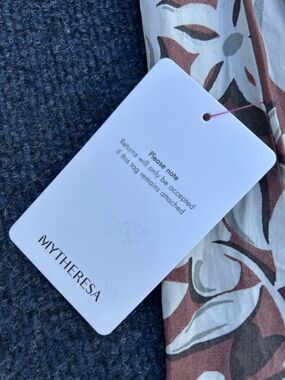 Please note
Returns will only be accepted
if this tag remains attached
MYTHERESA